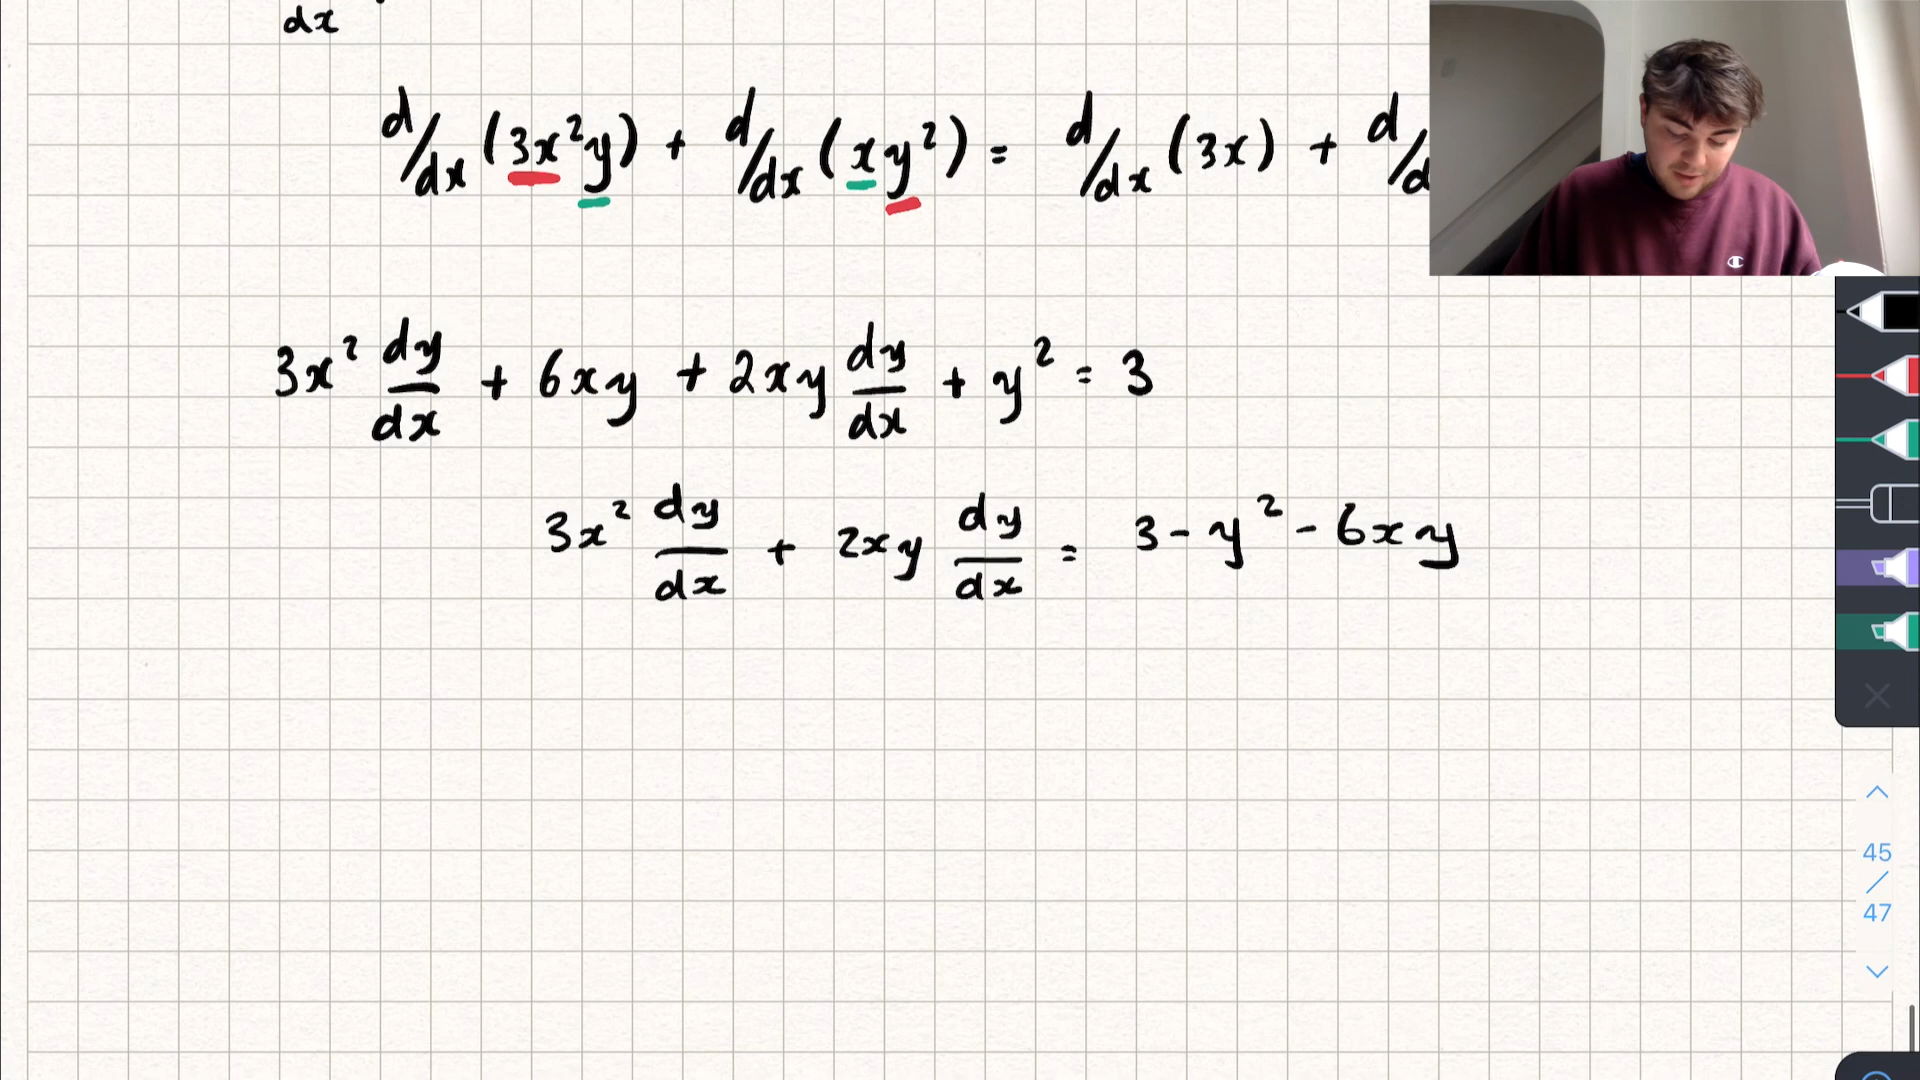 dx
d/dx (3x²y) + d/dx (xy²) = d/dx (3x) + d/d
3x² dy/dx + 6xy + 2xy dy/dx + y² = 3
3x² dy/dx + 2xy dy/dx = 3 - y² - 6xy
45
/
47